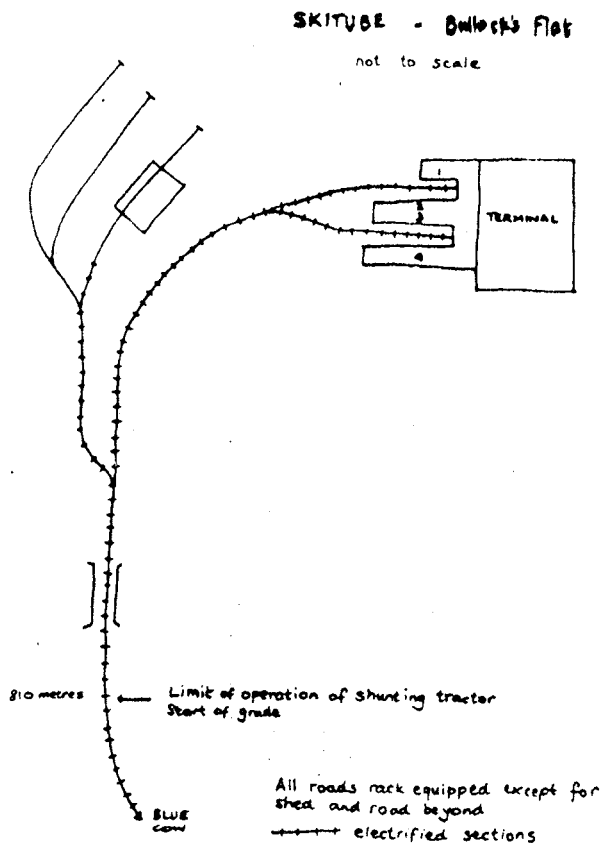 SKITUBE - Bullock's Flat
not to scale
1
2
3
TERMINAL
4
810 metres
Limit of operation of shunting tractor
Start of grade
BLUE
COW
All roads rack equipped except for
shed and road beyond
electrified sections